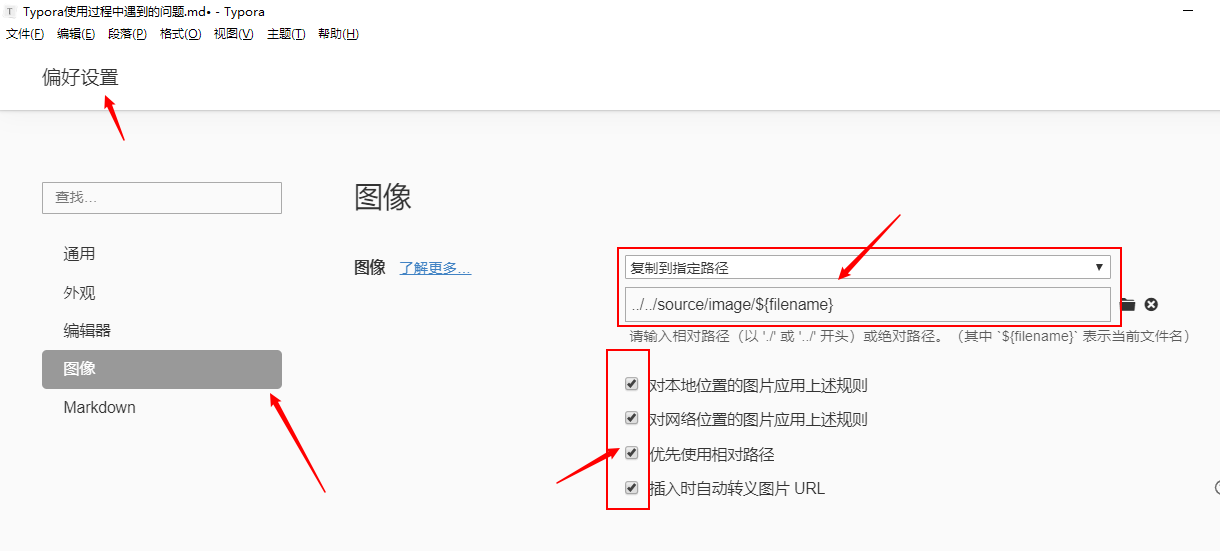 T Typora使用过程中遇到的问题.md• - Typora
文件(F) 编辑(E) 段落(P) 格式(O) 视图(V) 主题(T) 帮助(H)
偏好设置
查找...
图像
通用
图像 了解更多...
复制到指定路径
外观
../../source/image/${filename}
编辑器
请输入相对路径（以 './' 或 '../' 开头）或绝对路径。（其中 `${filename}` 表示当前文件名）
图像
对本地位置的图片应用上述规则
Markdown
对网络位置的图片应用上述规则
优先使用相对路径
插入时自动转义图片 URL